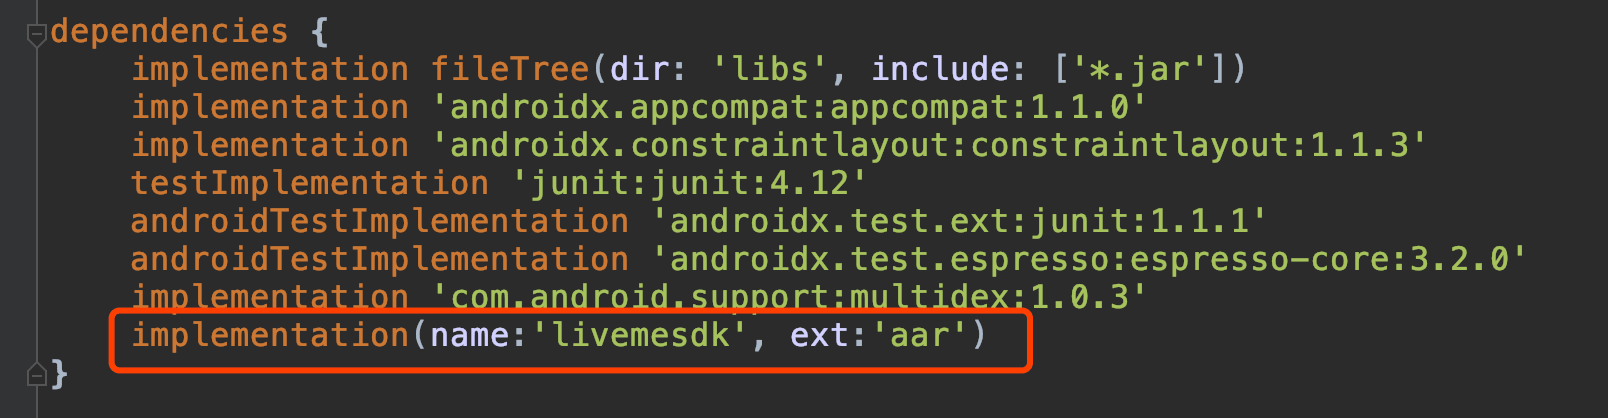 dependencies {
implementation fileTree(dir: 'libs', include: ['*.jar'])
implementation 'androidx.appcompat:appcompat:1.1.0'
implementation 'androidx.constraintlayout:constraintlayout:1.1.3'
testImplementation 'junit:junit:4.12'
androidTestImplementation 'androidx.test.ext:junit:1.1.1'
androidTestImplementation 'androidx.test.espresso:espresso-core:3.2.0'
implementation 'com.android.support:multidex:1.0.3'
implementation(name:'livemesdk', ext:'aar')
}